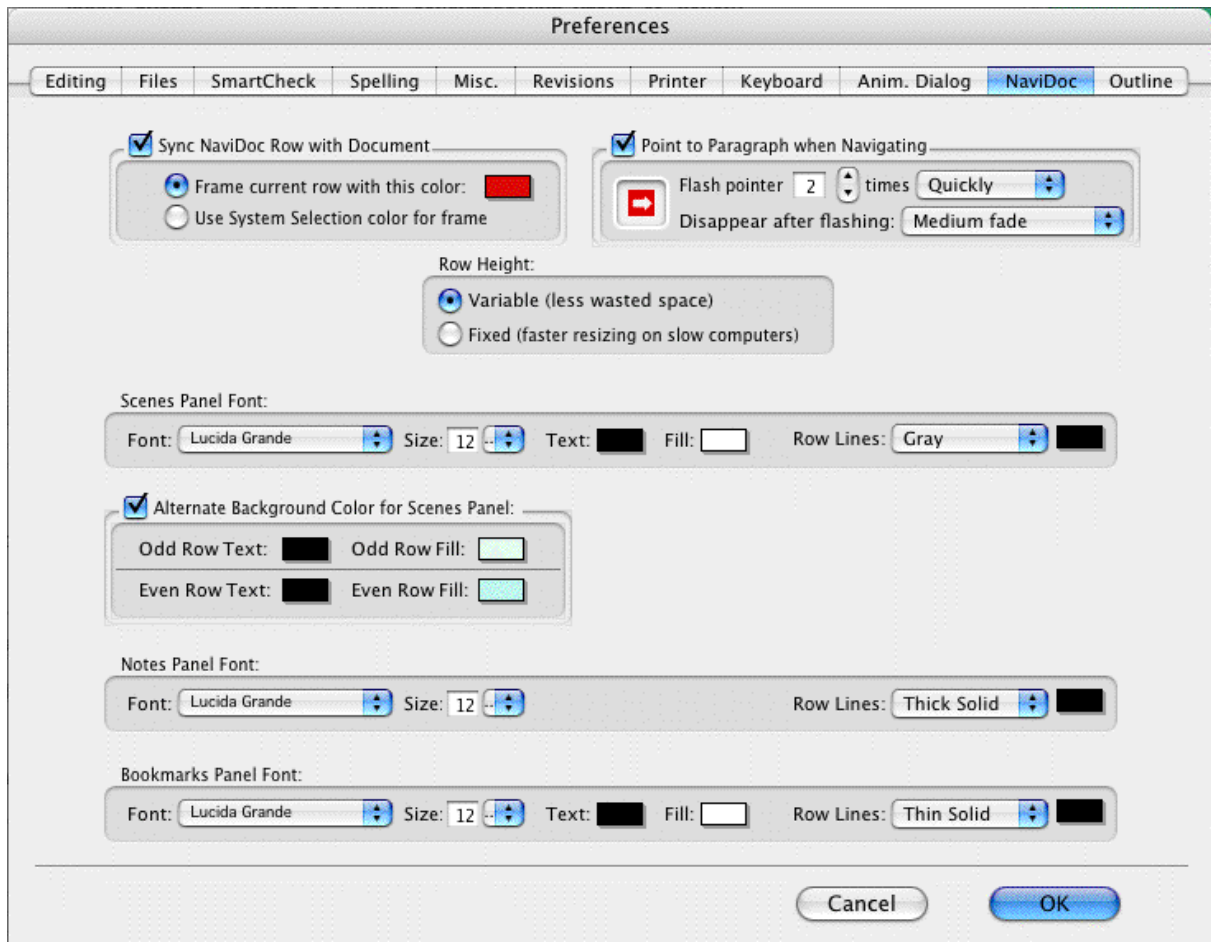 Preferences
Editing Files SmartCheck Spelling Misc. Revisions Printer Keyboard Anim. Dialog NaviDoc Outline
Sync NaviDoc Row with Document
Frame current row with this color:
Use System Selection color for frame
Point to Paragraph when Navigating
Flash pointer 2 times Quickly
Disappear after flashing: Medium fade
Row Height:
Variable (less wasted space)
Fixed (faster resizing on slow computers)
Scenes Panel Font:
Font: Lucida Grande Size: 12 Text: Fill: Row Lines: Gray
Alternate Background Color for Scenes Panel:
Odd Row Text: Odd Row Fill:
Even Row Text: Even Row Fill:
Notes Panel Font:
Font: Lucida Grande Size: 12 Row Lines: Thick Solid
Bookmarks Panel Font:
Font: Lucida Grande Size: 12 Text: Fill: Row Lines: Thin Solid
Cancel OK